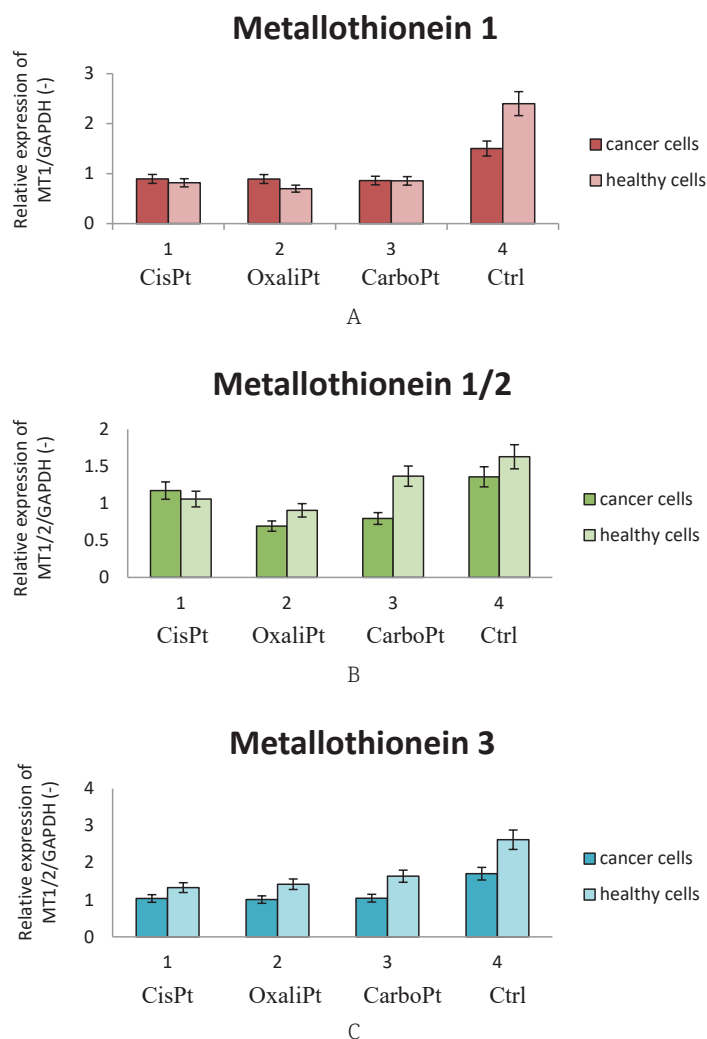 Metallothionein 1
Relative expression of
MT1/GAPDH (-)
3
2
1
0
cancer cells
healthy cells
1 2 3 4
CisPt OxaliPt CarboPt Ctrl
A
Metallothionein 1/2
Relative expression of
MT1/2/GAPDH (-)
2
1.5
1
0.5
0
cancer cells
healthy cells
1 2 3 4
CisPt OxaliPt CarboPt Ctrl
B
Metallothionein 3
Relative expression of
MT1/2/GAPDH (-)
4
3
2
1
0
cancer cells
healthy cells
1 2 3 4
CisPt OxaliPt CarboPt Ctrl
C